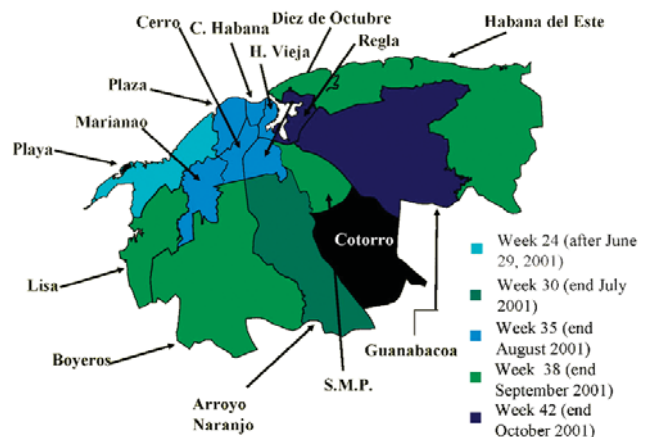 Diez de Octubre
Habana del Este
Cerro
C. Habana
Regla
H. Vieja
Plaza
Marianao
Playa
Cotorro
Lisa
Boyeros
Arroyo
Naranjo
S.M.P.
Guanabacoa
Week 24 (after June
29, 2001)
Week 30 (end July
2001)
Week 35 (end
August 2001)
Week 38 (end
September 2001)
Week 42 (end
October 2001)